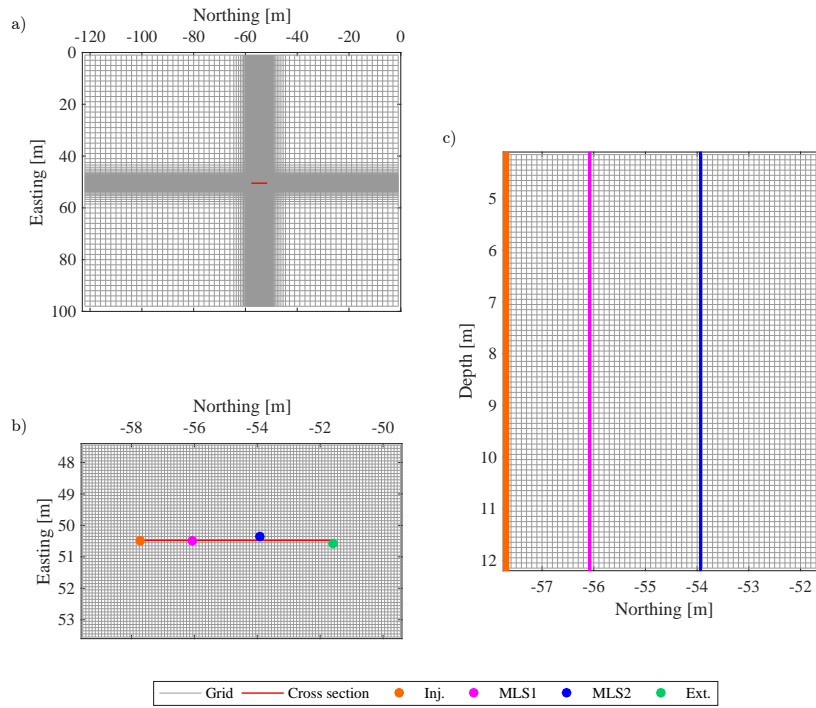 a)
Northing [m]
-120 -100 -80 -60 -40 -20 0
Easting [m]
0
20
40
60
80
100
b)
Northing [m]
-58 -56 -54 -52 -50
Easting [m]
48
49
50
51
52
53
c)
Depth [m]
5
6
7
8
9
10
11
12
-57 -56 -55 -54 -53 -52
Northing [m]
Grid Cross section Inj. MLS1 MLS2 Ext.